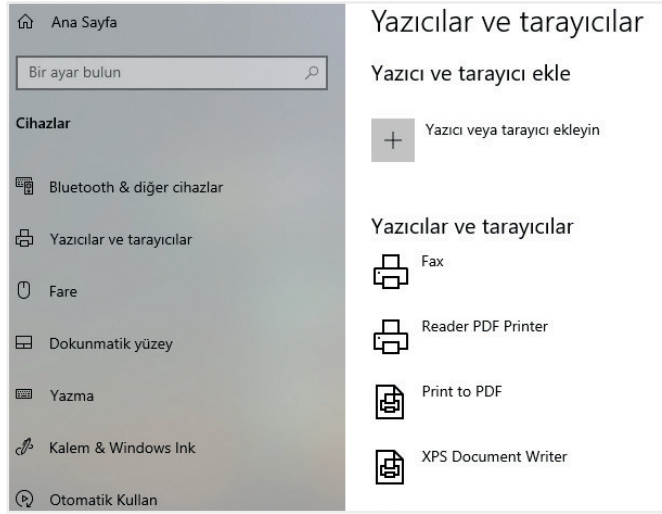 Ana Sayfa
Bir ayar bulun
Cihazlar
Bluetooth & diğer cihazlar
Yazıcılar ve tarayıcılar
Fare
Dokunmatik yüzey
Yazma
Kalem & Windows Ink
Otomatik Kullan
Yazıcılar ve tarayıcılar
Yazıcı ve tarayıcı ekle
Yazıcı veya tarayıcı ekleyin
Yazıcılar ve tarayıcılar
Fax
Reader PDF Printer
Print to PDF
XPS Document Writer